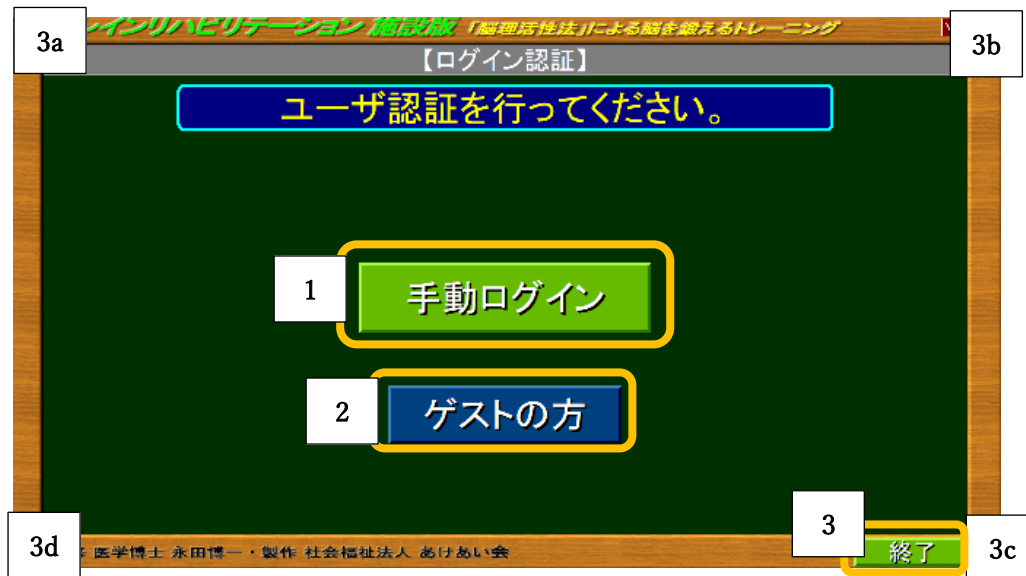 3a
インリハビリテーション 施設版 「脳理活性法」による脳を鍛えるトレーニング
3b
【ログイン認証】
ユーザ認証を行ってください。
1
手動ログイン
2
ゲストの方
3
3d
医学博士 永田博一・製作 社会福祉法人 あけあい会
終了
3c